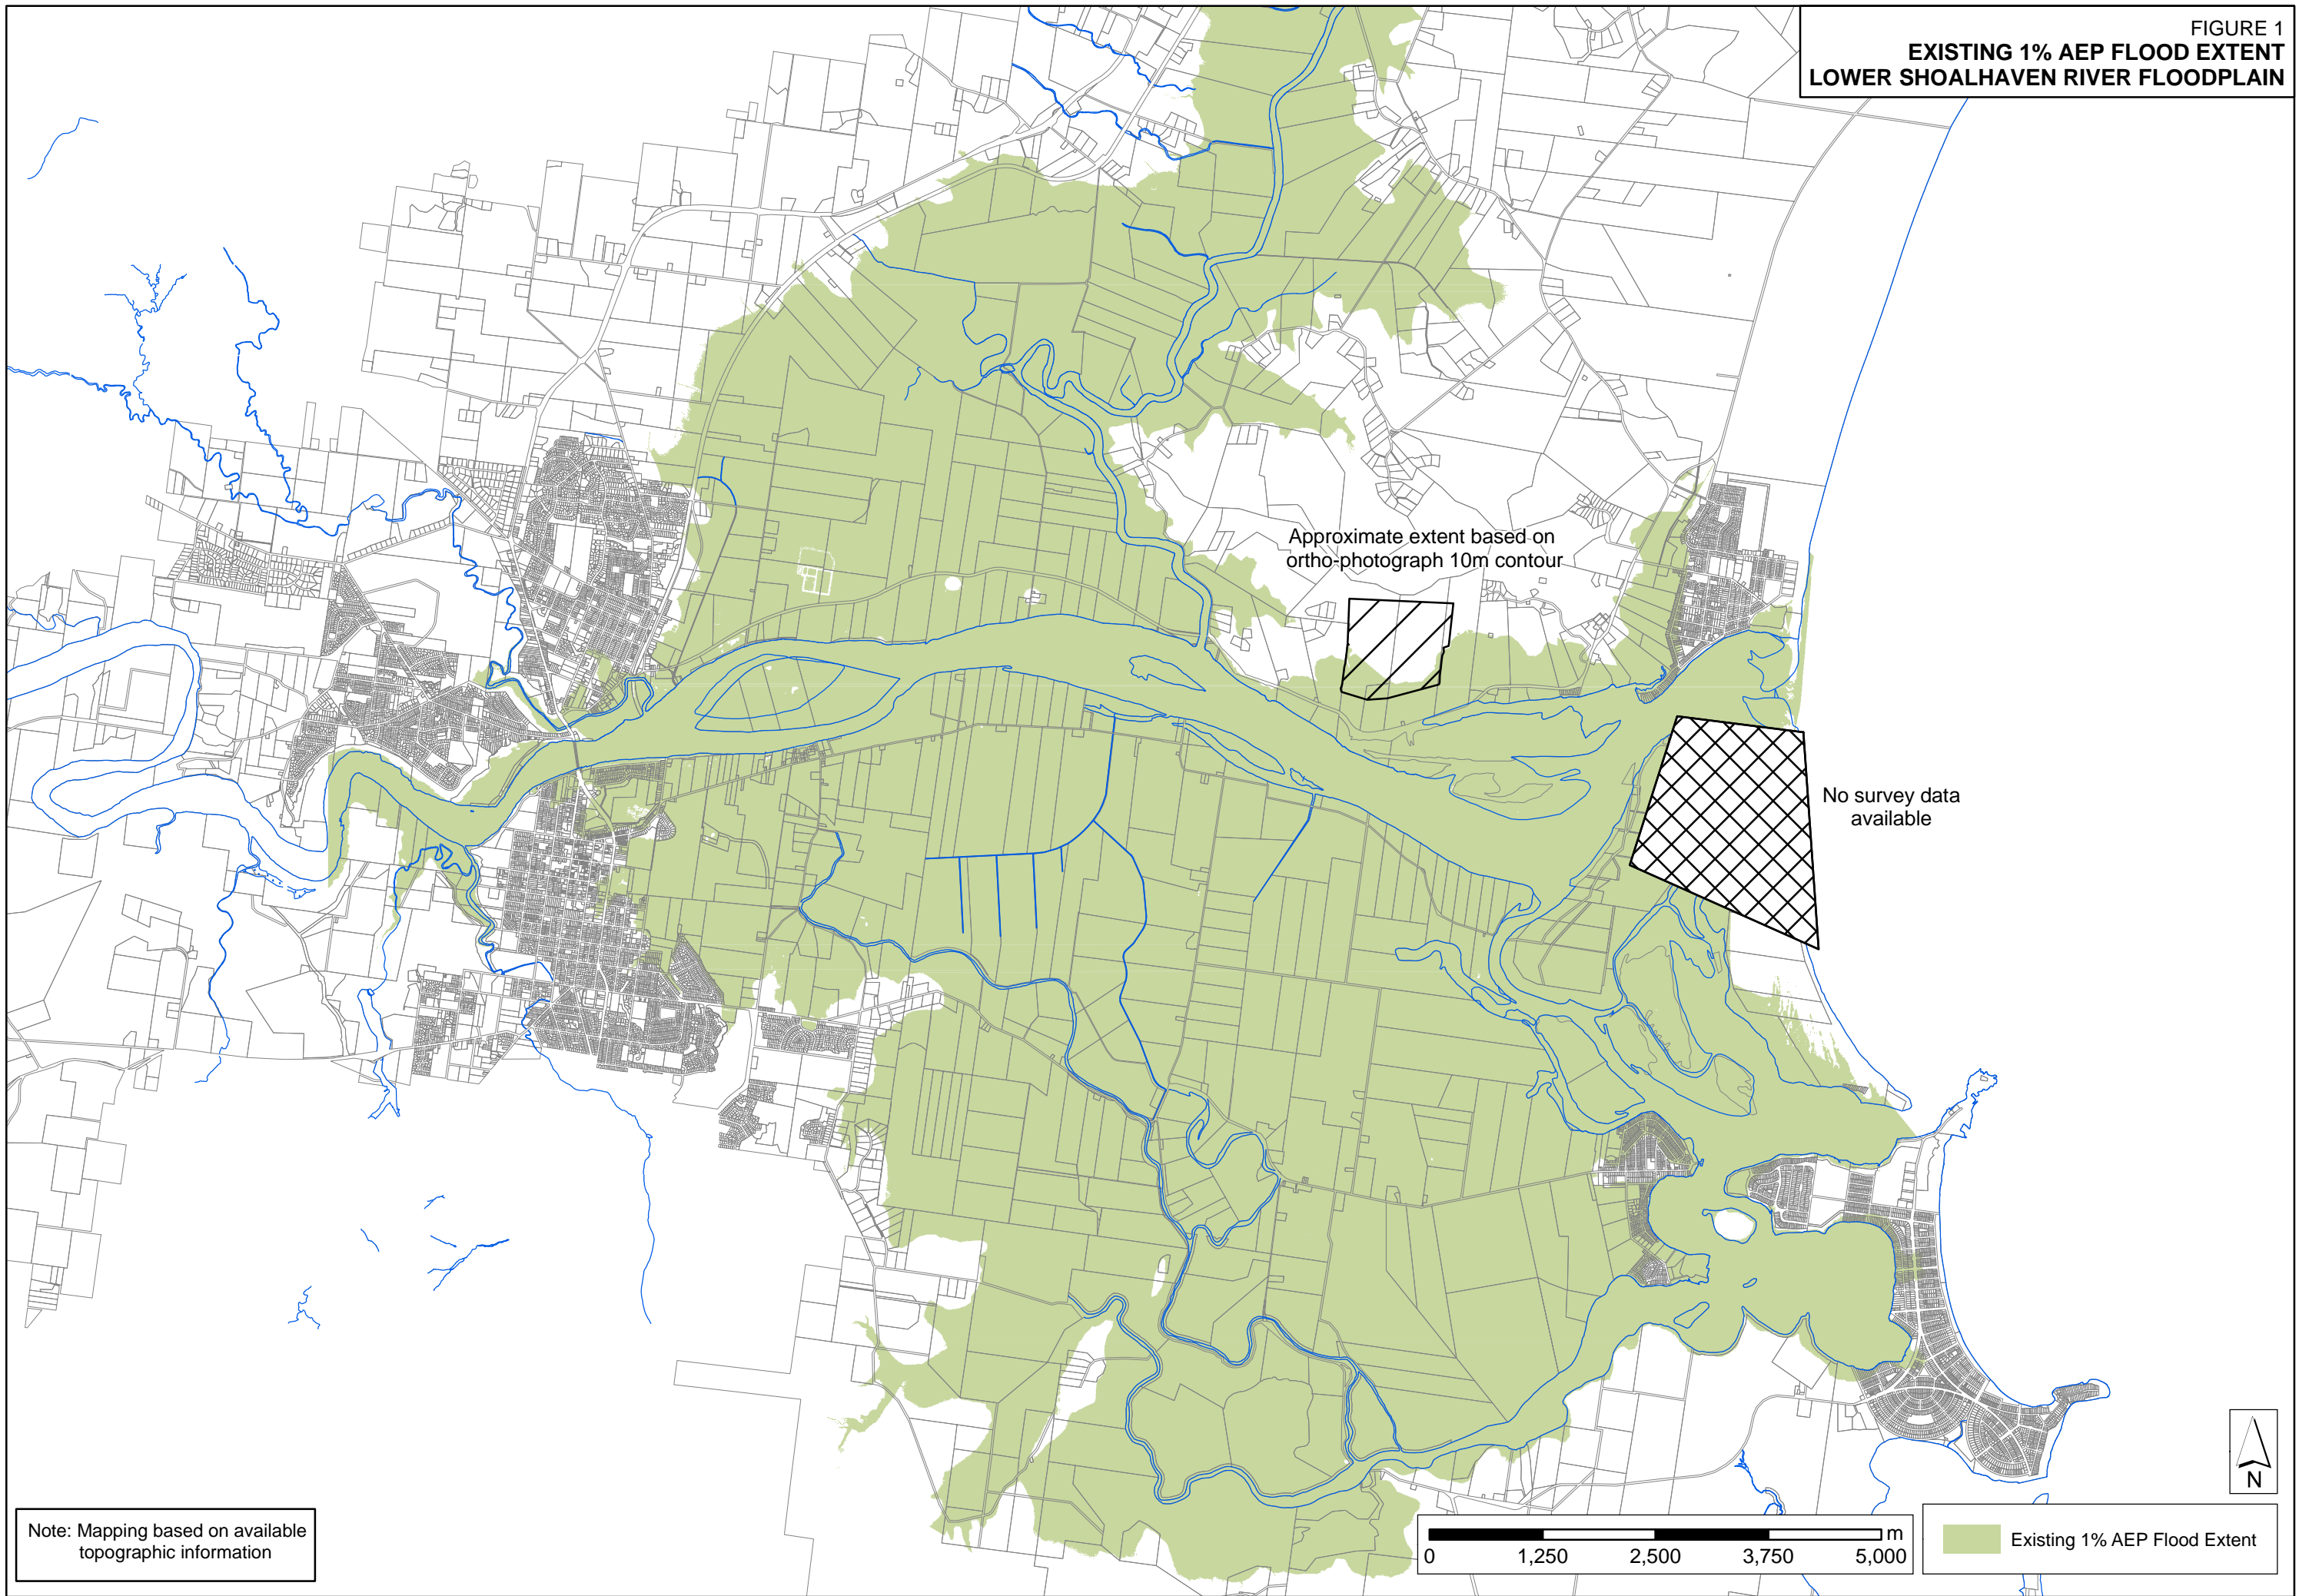 FIGURE 1
EXISTING 1% AEP FLOOD EXTENT
LOWER SHOALHAVEN RIVER FLOODPLAIN
Approximate extent based on
ortho-photograph 10m contour
No survey data
available
N
Note: Mapping based on available
topographic information
m
0 1,250 2,500 3,750 5,000
Existing 1% AEP Flood Extent